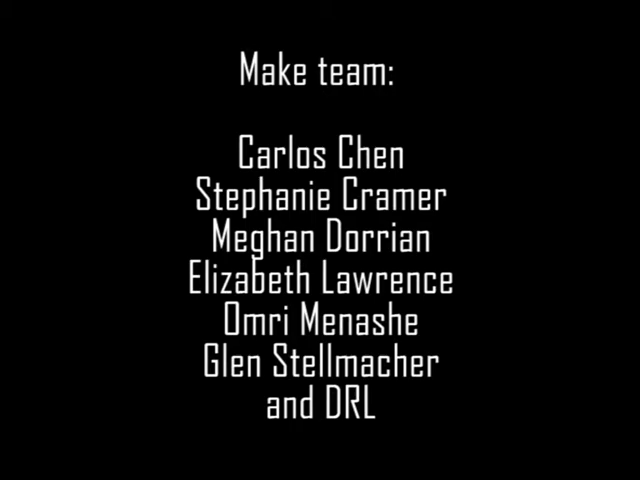 Make team:
Carlos Chen
Stephanie Cramer
Meghan Dorrian
Elizabeth Lawrence
Omri Menashe
Glen Stellmacher
and DRL